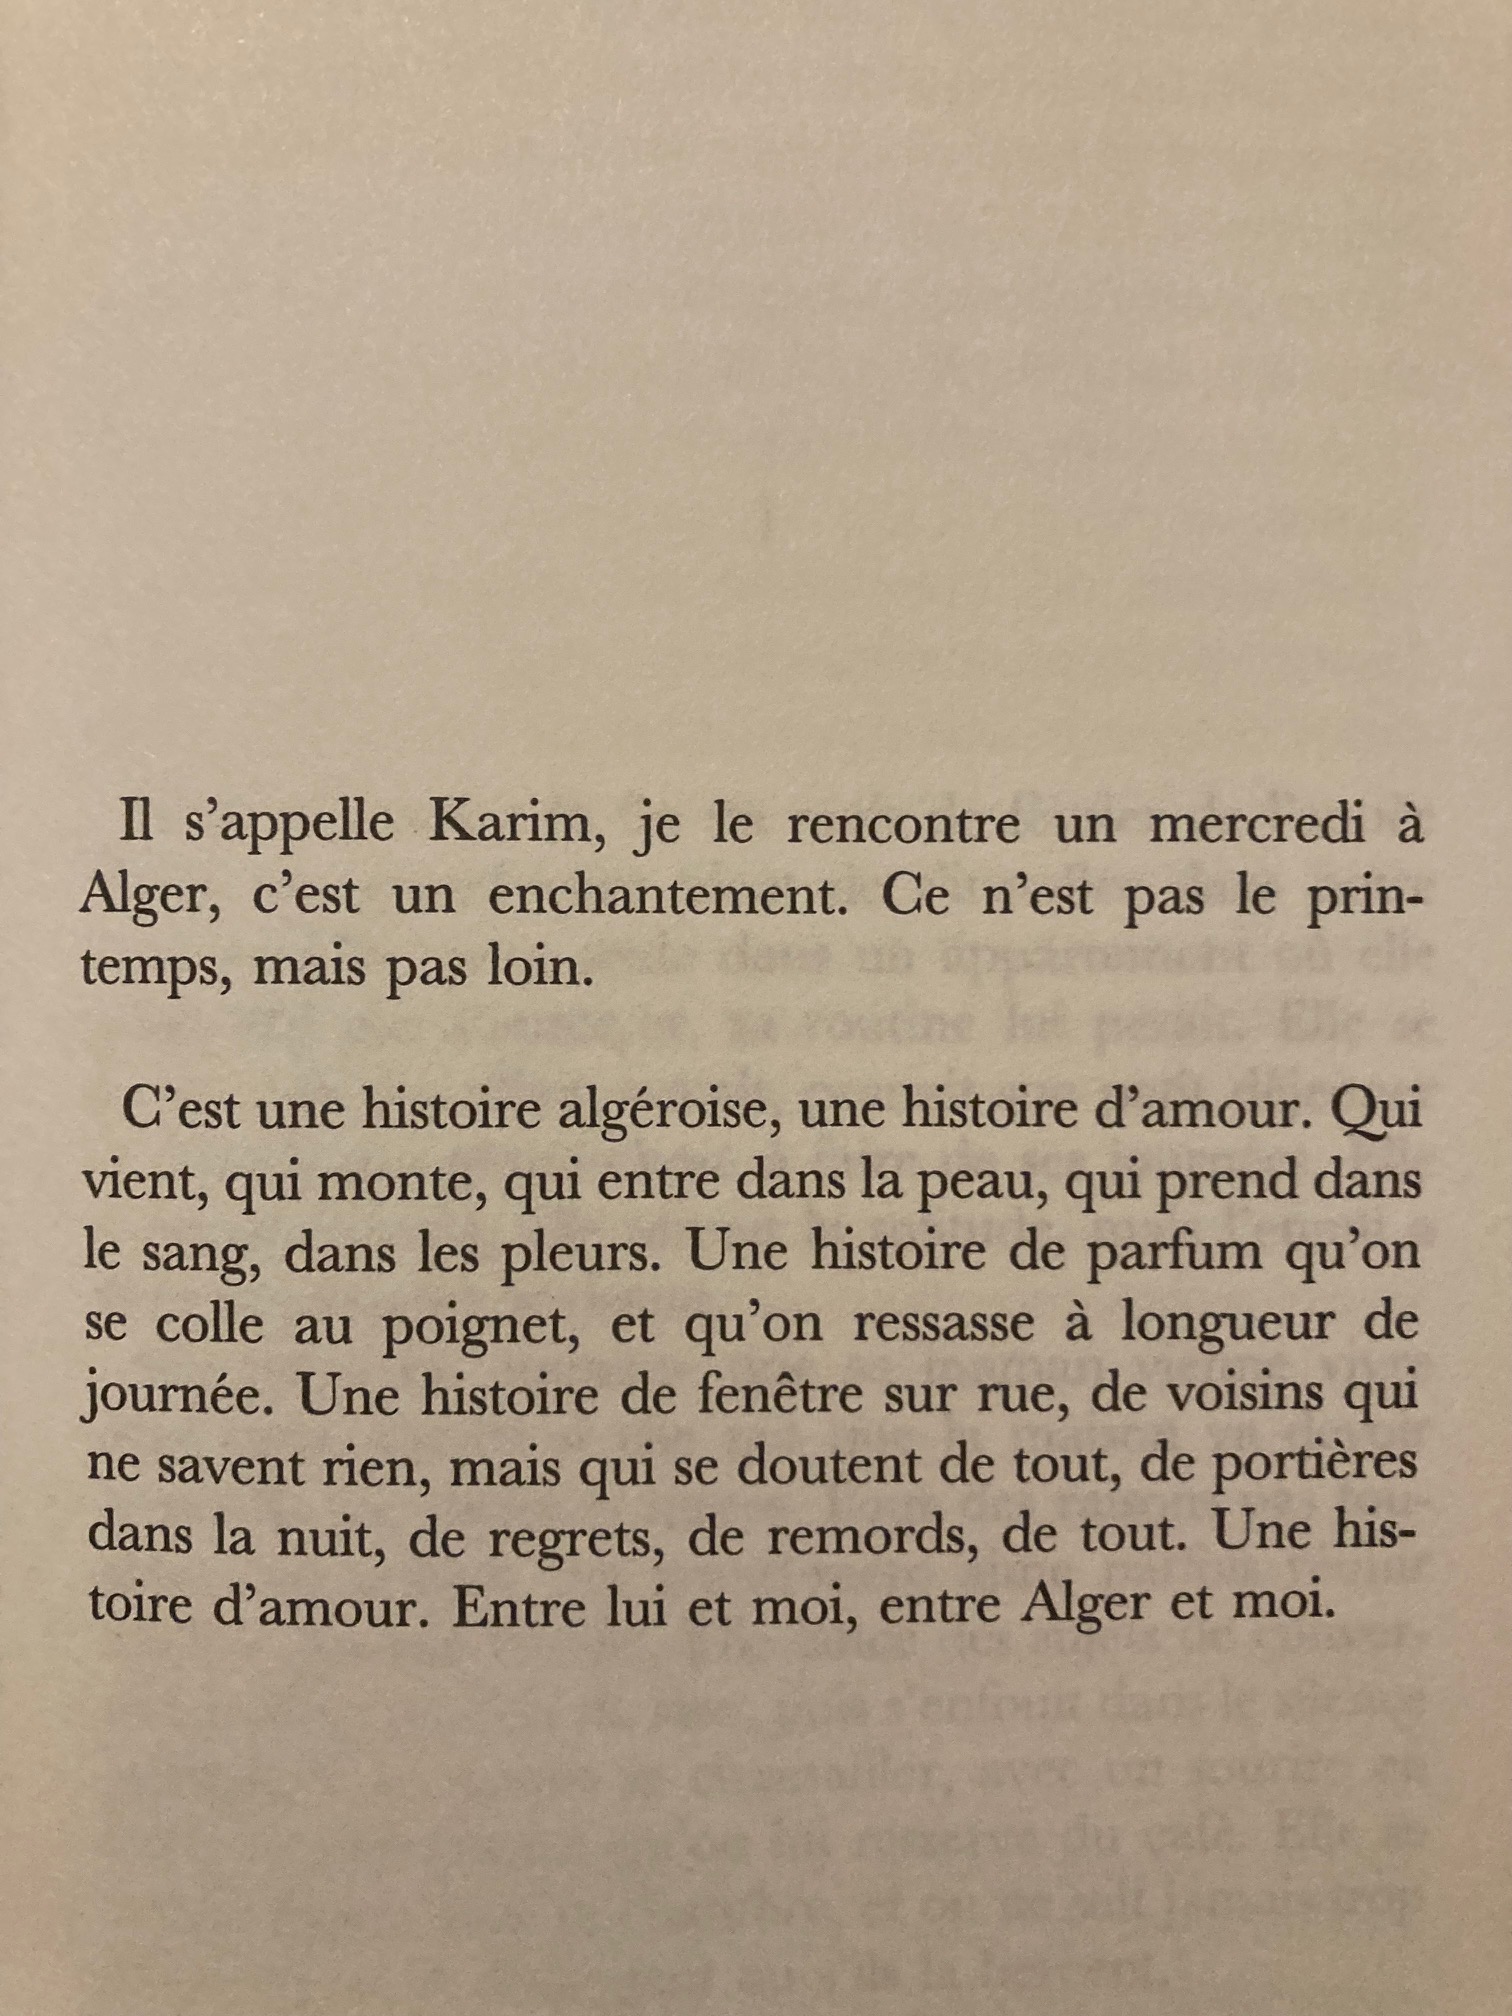 Il s’appelle Karim, je le rencontre un mercredi à
Alger, c’est un enchantement. Ce n’est pas le prin-
temps, mais pas loin.
C’est une histoire algéroise, une histoire d’amour. Qui
vient, qui monte, qui entre dans la peau, qui prend dans
le sang, dans les pleurs. Une histoire de parfum qu’on
se colle au poignet, et qu’on ressasse à longueur de
journée. Une histoire de fenêtre sur rue, de voisins qui
ne savent rien, mais qui se doutent de tout, de portières
dans la nuit, de regrets, de remords, de tout. Une his-
toire d’amour. Entre lui et moi, entre Alger et moi.